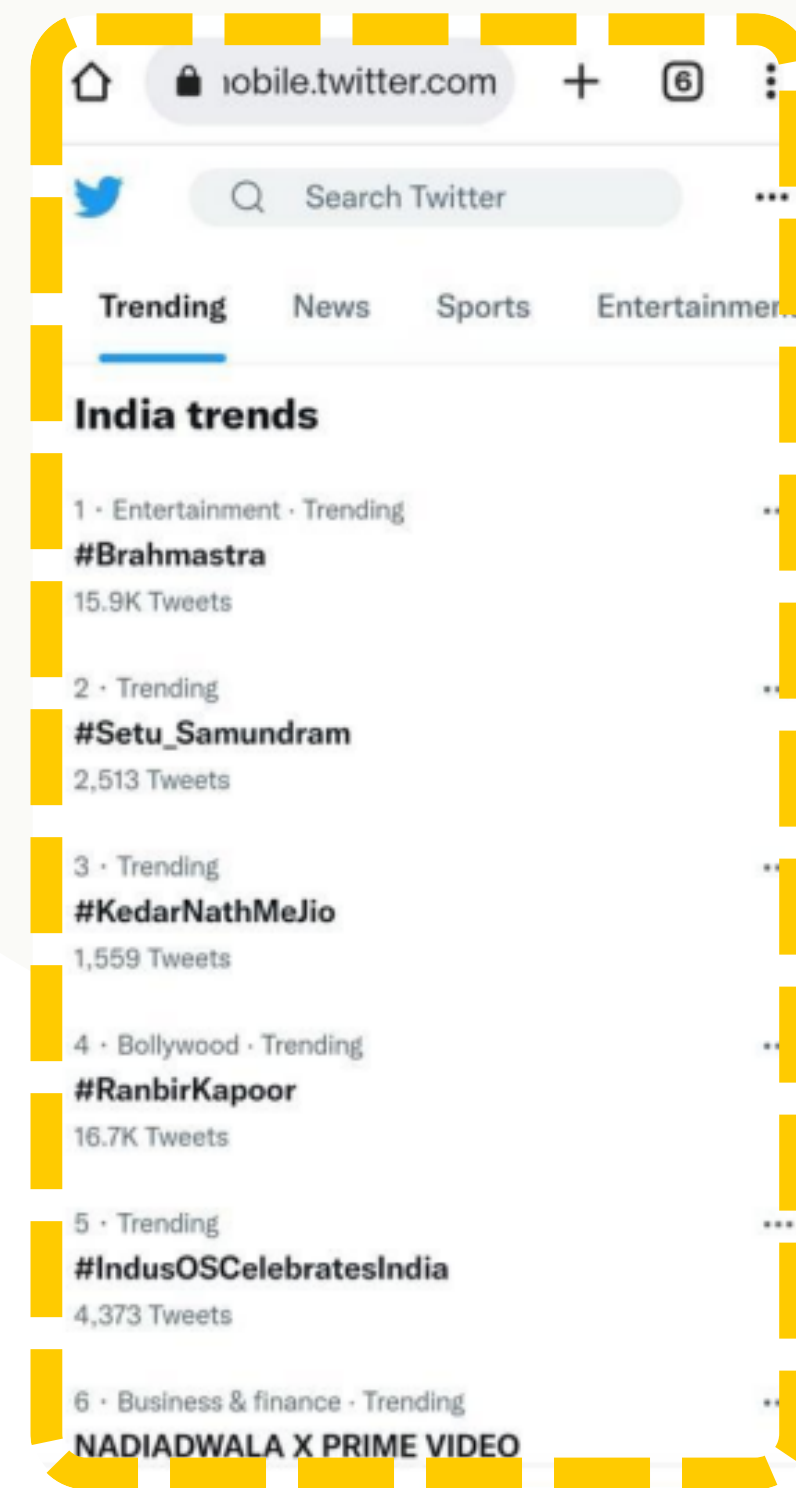 nobile.twitter.com + 6
Search Twitter
Trending News Sports
India trends
1 · Entertainment · Trending
#Brahmastra
15.9K Tweets
2 · Trending
#Setu_Samundram
2,513 Tweets
3 · Trending
#KedarNathMeJio
1,559 Tweets
4 · Bollywood · Trending
#RanbirKapoor
16.7K Tweets
5 · Trending
#IndusOSCelebratesIndia
4,373 Tweets
6 · Business & finance · Trending
NADIADWALA X PRIME VIDEO